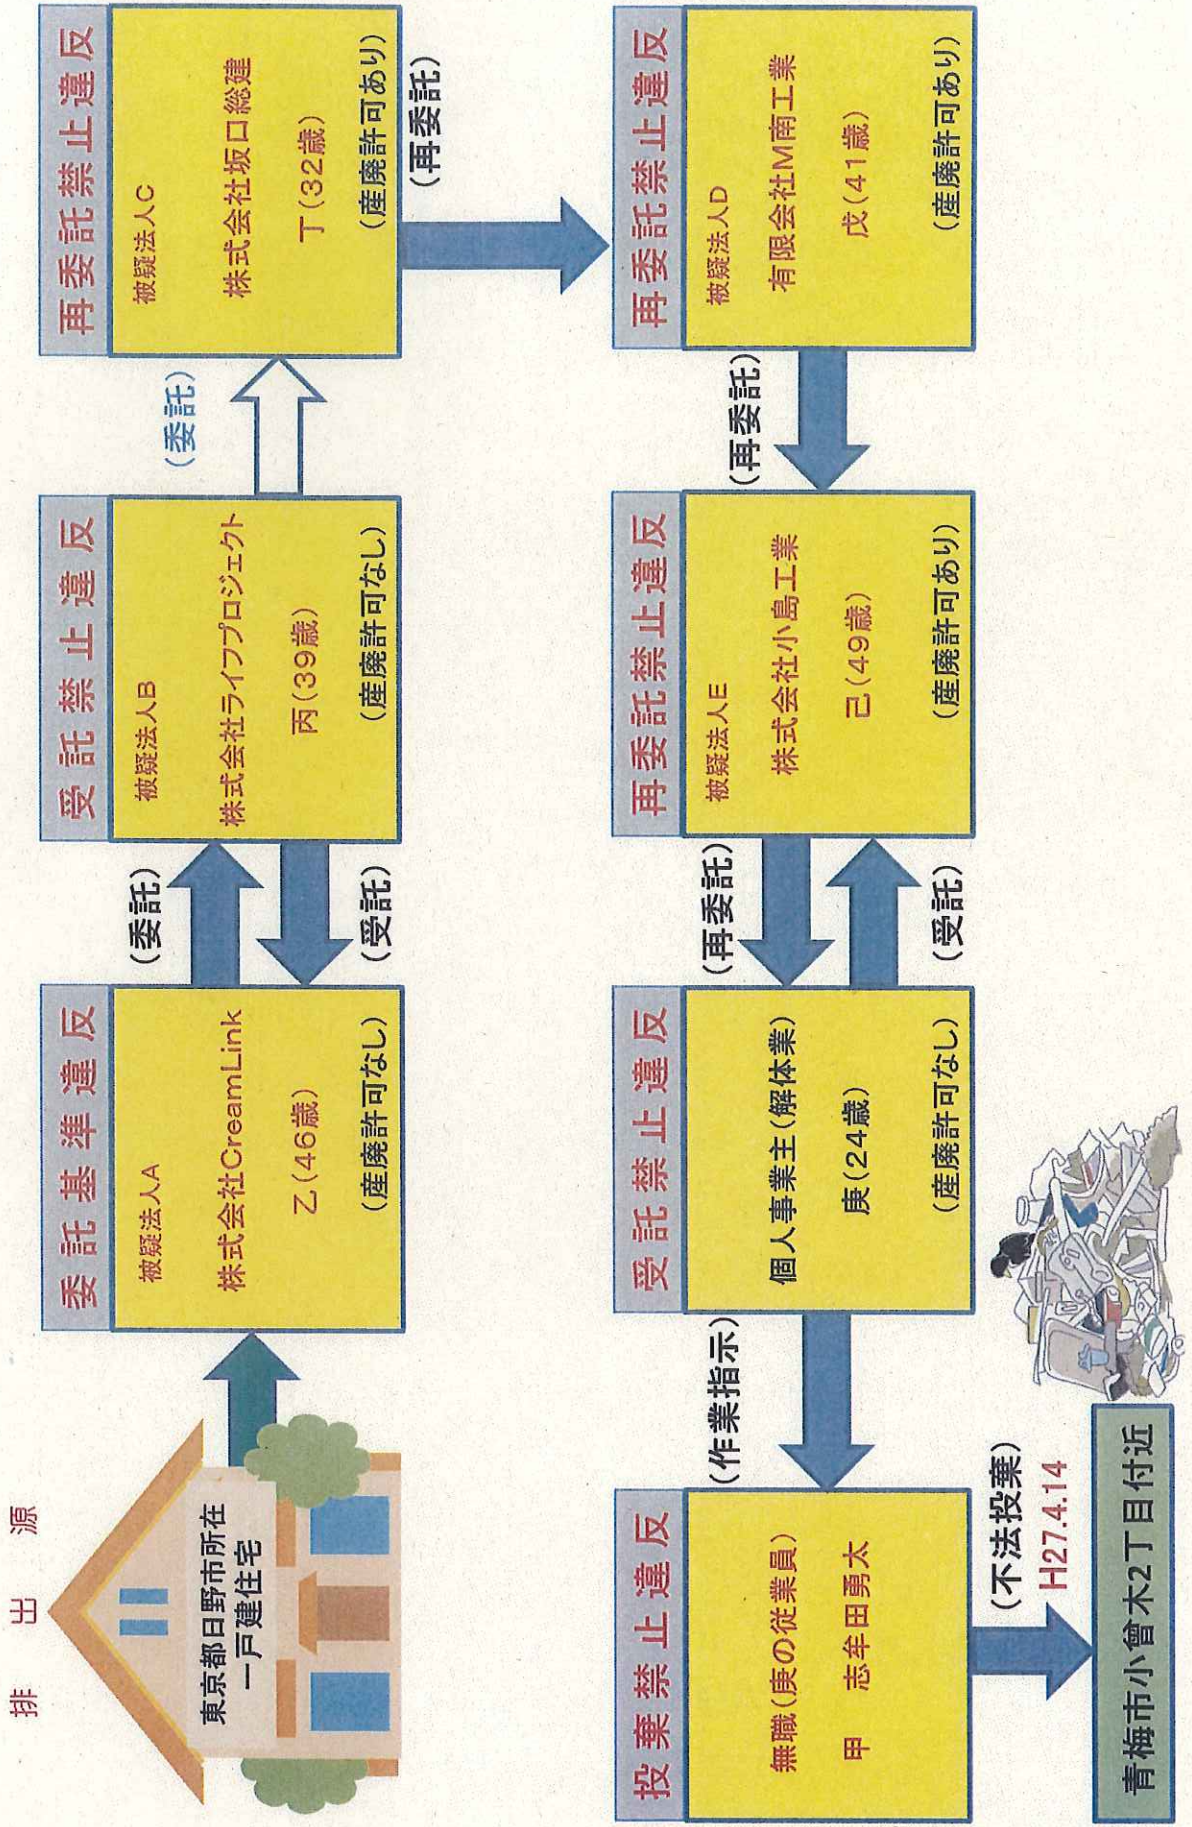 排出源
東京都日野市所在
一戸建住宅
委託基準違反
被疑法人A
株式会社CreamLink
乙(46歳)
(産廃許可なし)
(委託)
(受託)
受託禁止違反
被疑法人B
株式会社ライフプロジェクト
丙(39歳)
(産廃許可なし)
(委託)
再委託禁止違反
被疑法人C
株式会社坂口総建
丁(32歳)
(産廃許可あり)
(再委託)
再委託禁止違反
被疑法人D
有限会社M南工業
戊(41歳)
(産廃許可あり)
(再委託)
再委託禁止違反
被疑法人E
株式会社小島工業
己(49歳)
(産廃許可あり)
(再委託)
(受託)
受託禁止違反
個人事業主(解体業)
庚(24歳)
(産廃許可なし)
(作業指示)
投棄禁止違反
無職(庚の従業員)
甲 志牟田勇太
(不法投棄)
H27.4.14
青梅市小曾木2丁目付近